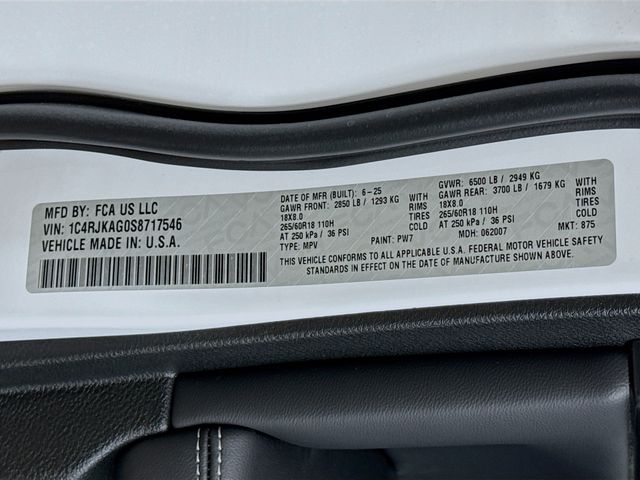 MFD BY: FCA US LLC
VIN: 1C4RJKAG0S8717546
VEHICLE MADE IN U.S.A.
DATE OF MFR (BUILT): 6-25
GAWR FRONT: 2850 LB / 1293 KG
18X8.0 RIMS
265/60R18 110H TIRES
AT 250 kPa / 36 PSI COLD
TYPE: MPV PAINT: PW7
GVWR: 6500 LB / 2949 KG
GAWR REAR: 3700 LB / 1679 KG
18X8.0 RIMS
265/60R18 110H TIRES
AT 250 kPa / 36 PSI COLD
MDH: 062007 MKT: 875
THIS VEHICLE CONFORMS TO ALL APPLICABLE U.S.A. FEDERAL MOTOR VEHICLE SAFETY
STANDARDS IN EFFECT ON THE DATE OF MANUFACTURE SHOWN ABOVE.